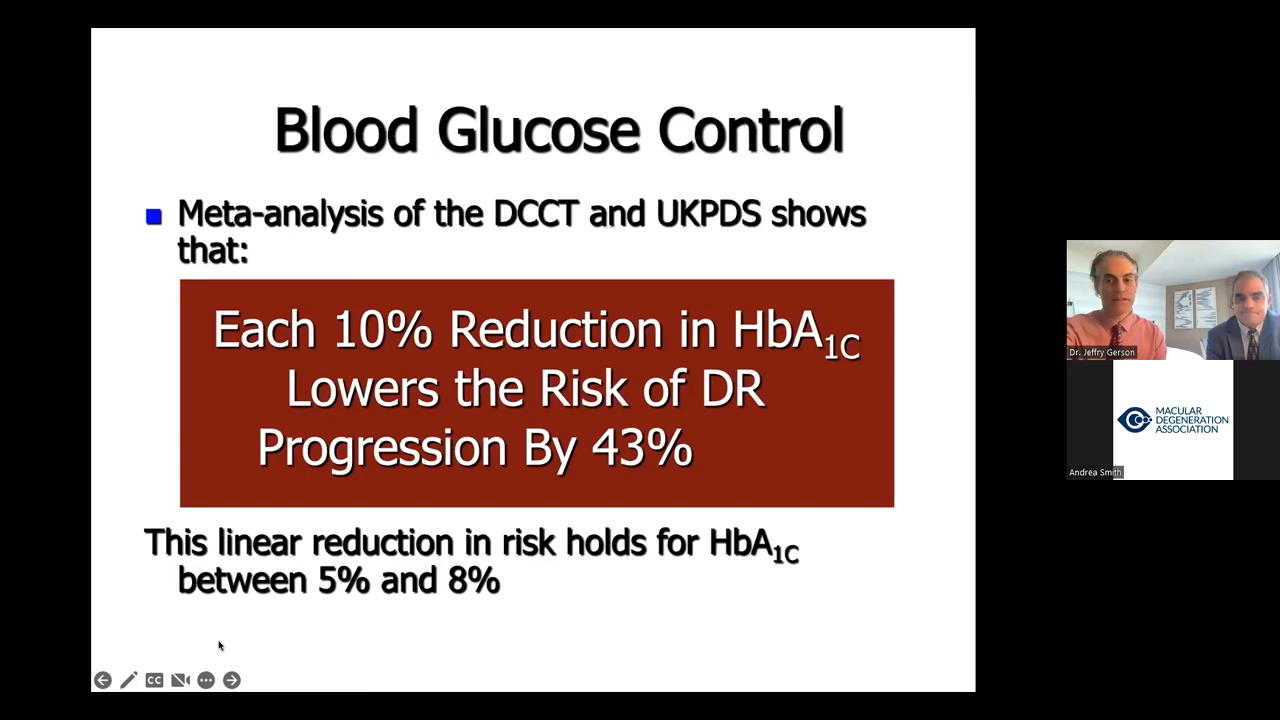 Blood Glucose Control
Meta-analysis of the DCCT and UKPDS shows
that:
Each 10% Reduction in HbA1C
Lowers the Risk of DR
Progression By 43%
This linear reduction in risk holds for HbA1C
between 5% and 8%
CC
Dr. Jeffry Gerson
MACULAR
DEGENERATION
ASSOCIATION
Andrea Smith